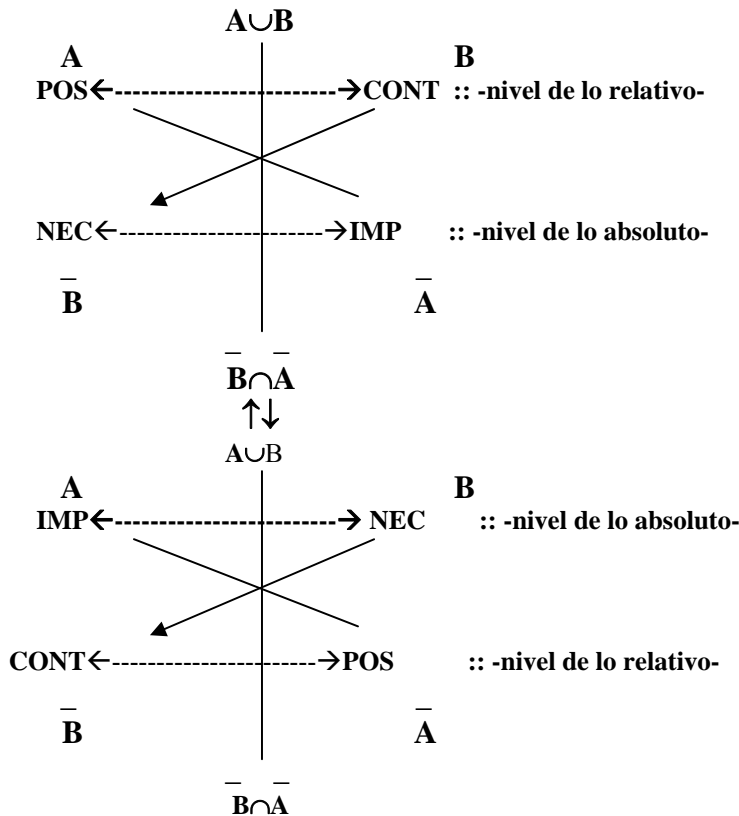 A∪B
A B
POS CONT :: -nivel de lo relativo-
NEC IMP :: -nivel de lo absoluto-
B̅ A̅
B̅∩A̅
↑↓
A∪B
A B
IMP NEC :: -nivel de lo absoluto-
CONT POS :: -nivel de lo relativo-
B̅ A̅
B̅∩A̅